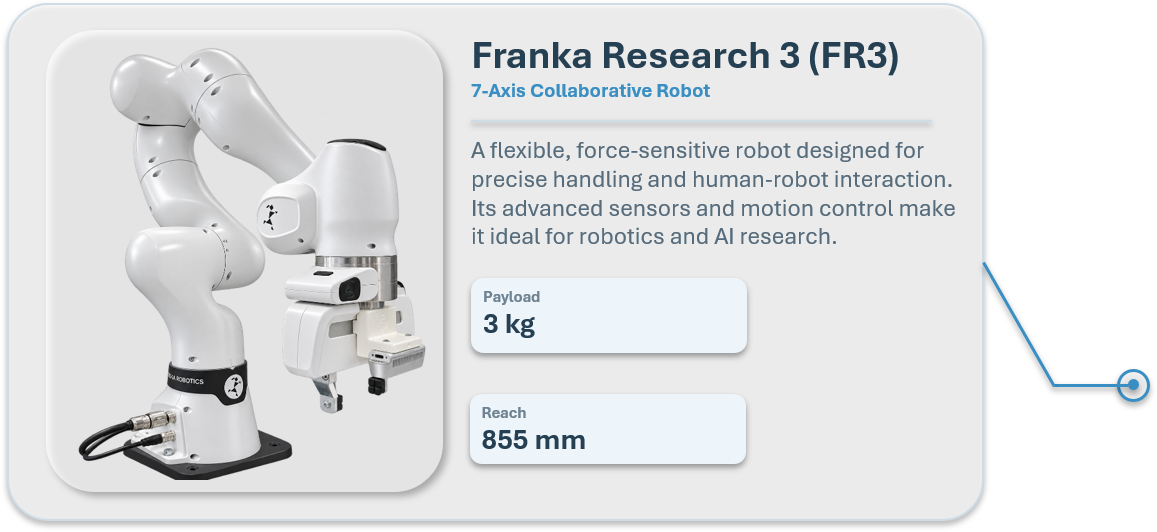 Franka Research 3 (FR3)
7-Axis Collaborative Robot
A flexible, force-sensitive robot designed for
precise handling and human-robot interaction.
Its advanced sensors and motion control make
it ideal for robotics and AI research.
Payload
3 kg
Reach
855 mm
ROBOTICS